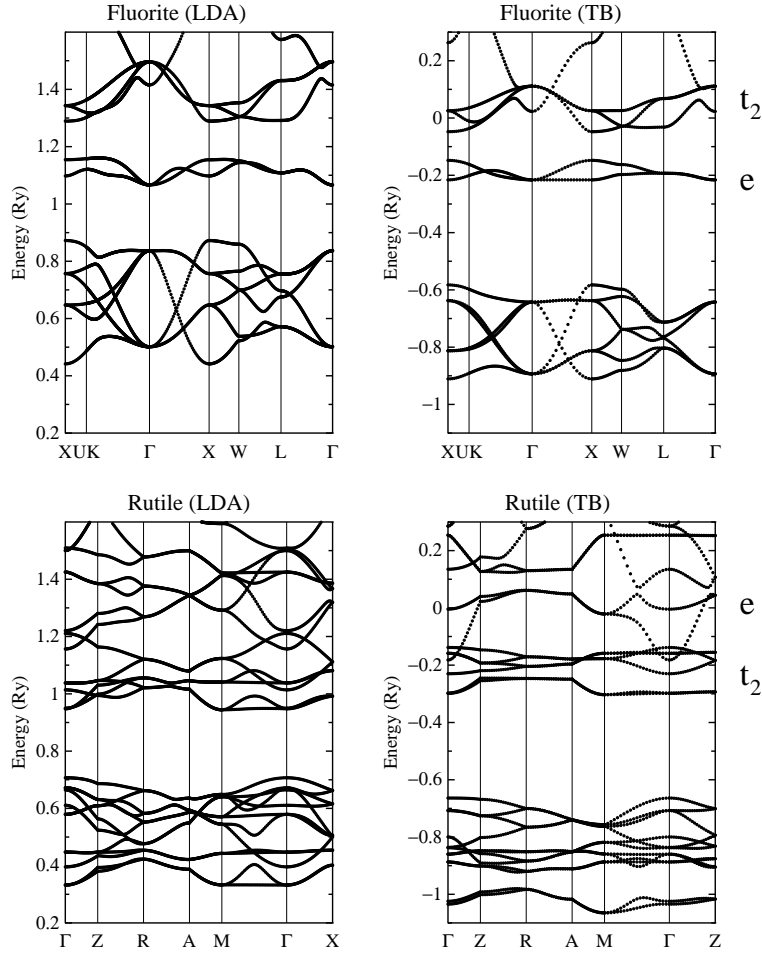 Fluorite (LDA)
Energy (Ry)
1.4
1.2
1
0.8
0.6
0.4
0.2
X U K Γ X W L Γ
Fluorite (TB)
Energy (Ry)
0.2
0
−0.2
−0.4
−0.6
−0.8
−1
X U K Γ X W L Γ
t2
e
Rutile (LDA)
Energy (Ry)
1.4
1.2
1
0.8
0.6
0.4
0.2
Γ Z R A M Γ X
Rutile (TB)
Energy (Ry)
0.2
0
−0.2
−0.4
−0.6
−0.8
−1
Γ Z R A M Γ Z
e
t2